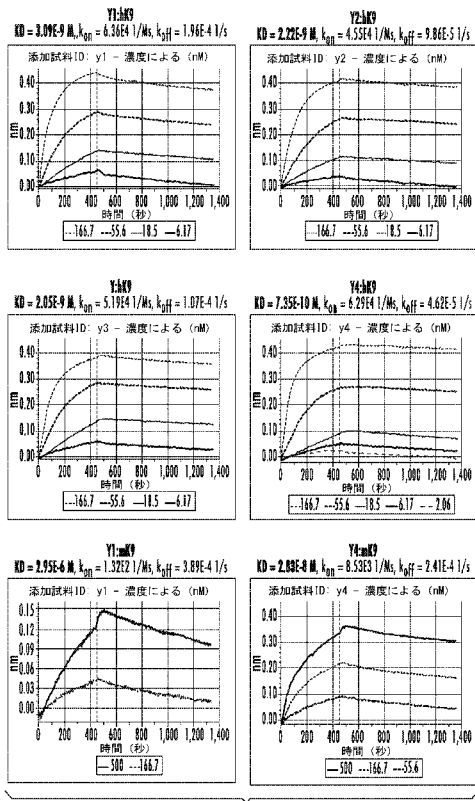 Y1:hK9
KD = 3.09E-9 M, kon = 6.36E4 1/Ms, koff = 1.96E-4 1/s
添加試料ID: y1 - 濃度による (nM)
nm
0.40
0.30
0.20
0.10
0.00
0 200 400 600 800 1,000 1,400
時間 (秒)
---166.7 ---55.6 ---18.5 —6.17
Y2:hK9
KD = 2.22E-9 M, kon = 4.55E4 1/Ms, koff = 9.86E-5 1/s
添加試料ID: y2 - 濃度による (nM)
nm
0.40
0.30
0.20
0.10
0.00
0 200 400 600 800 1,000 1,400
時間 (秒)
---166.7 ---55.6 ---18.5 —6.17
Y:hK9
KD = 2.05E-9 M, kon = 5.19E4 1/Ms, koff = 1.07E-4 1/s
添加試料ID: y3 - 濃度による (nM)
nm
0.40
0.30
0.20
0.10
0.00
0 200 400 600 800 1,000 1,400
時間 (秒)
---166.7 ---55.6 —18.5 —6.17
Y4:hK9
KD = 7.35E-10 M, kon = 6.29E4 1/Ms, koff = 4.62E-5 1/s
添加試料ID: y4 - 濃度による (nM)
nm
0.40
0.30
0.20
0.10
0.00
0 200 400 600 800 1,000 1,400
時間 (秒)
---166.7 ---55.6 —18.5 —6.17 ---2.06
Y1:mK9
KD = 2.95E-6 M, kon = 1.32E2 1/Ms, koff = 3.89E-4 1/s
添加試料ID: y1 - 濃度による (nM)
nm
0.15
0.12
0.09
0.06
0.03
0.00
0 200 400 600 800 1,000 1,400
時間 (秒)
—500 ---166.7
Y4:mK9
KD = 2.83E-8 M, kon = 8.53E3 1/Ms, koff = 2.41E-4 1/s
添加試料ID: y4 - 濃度による (nM)
nm
0.40
0.30
0.20
0.10
0.00
0 200 400 600 800 1,000 1,400
時間 (秒)
—500 ---166.7 ---55.6